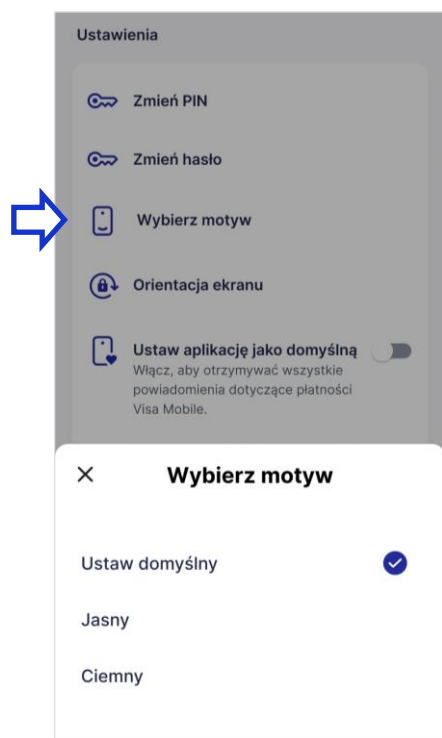 Ustawienia
Zmień PIN
Zmień hasło
Wybierz motyw
Orientacja ekranu
Ustaw aplikację jako domyślną
Włącz, aby otrzymywać wszystkie
powiadomienia dotyczące płatności
Visa Mobile.
Wybierz motyw
Ustaw domyślny
Jasny
Ciemny